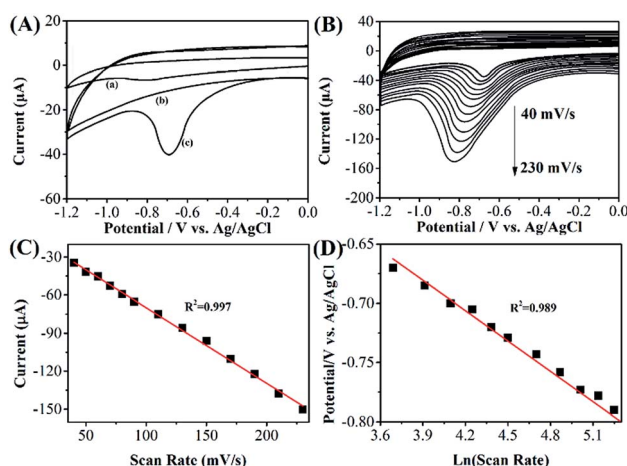 (A)
20
0
-20
-40
-60
Current (μA)
(a)
(b)
(c)
-1.2 -1.0 -0.8 -0.6 -0.4 -0.2 0.0
Potential / V vs. Ag/AgCl
(B)
40
0
-40
-80
-120
-160
-200
Current (μA)
40 mV/s
230 mV/s
-1.2 -1.0 -0.8 -0.6 -0.4 -0.2 0.0
Potential / V vs. Ag/AgCl
(C)
-30
-60
-90
-120
-150
Current (μA)
R²=0.997
50 100 150 200
Scan Rate (mV/s)
(D)
-0.65
-0.70
-0.75
-0.80
Potential/V vs. Ag/AgCl
R²=0.989
3.6 3.9 4.2 4.5 4.8 5.1
Ln(Scan Rate)